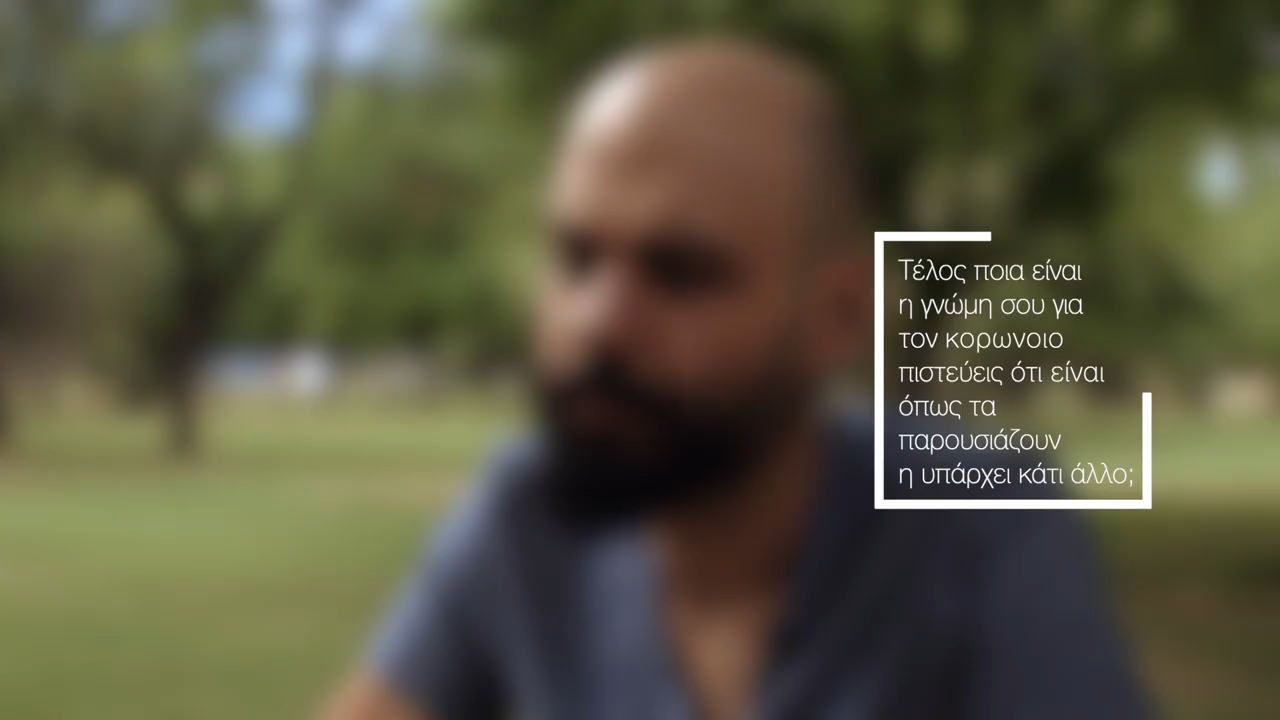 Τέλος ποια είναι
η γνώμη σου για
τον κορωνοιο
πιστεύεις ότι είναι
όπως τα
παρουσιάζουν
η υπάρχει κάτι άλλο;